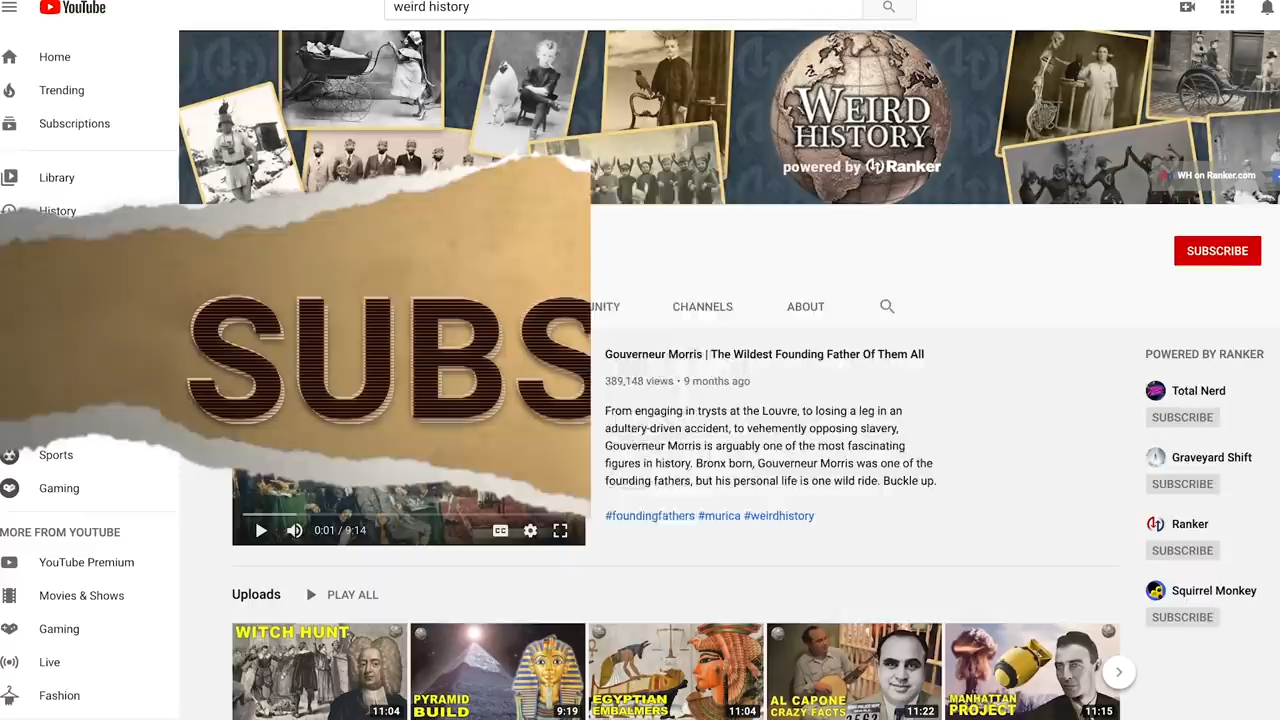 YouTube
weird history
Home
Trending
Subscriptions
Library
History
Sports
Gaming
MORE FROM YOUTUBE
YouTube Premium
Movies & Shows
Gaming
Live
Fashion
WEIRD
HISTORY
powered by Ranker
WH on Ranker.com
SUBSCRIBE
SUBS
UNITY
CHANNELS
ABOUT
0:01 / 9:14
CC
Gouverneur Morris | The Wildest Founding Father Of Them All
389,148 views • 9 months ago
From engaging in trysts at the Louvre, to losing a leg in an
adultery-driven accident, to vehemently opposing slavery,
Gouverneur Morris is arguably one of the most fascinating
figures in history. Bronx born, Gouverneur Morris was one of the
founding fathers, but his personal life is one wild ride. Buckle up.
#foundingfathers #murica #weirdhistory
POWERED BY RANKER
Total Nerd
SUBSCRIBE
Graveyard Shift
SUBSCRIBE
Ranker
SUBSCRIBE
Squirrel Monkey
SUBSCRIBE
Uploads
PLAY ALL
WITCH HUNT
11:04
PYRAMID
BUILD
9:19
EGYPTIAN
EMBALMERS
11:04
AL CAPONE
CRAZY FACTS
11:22
MANHATTAN
PROJECT
11:15